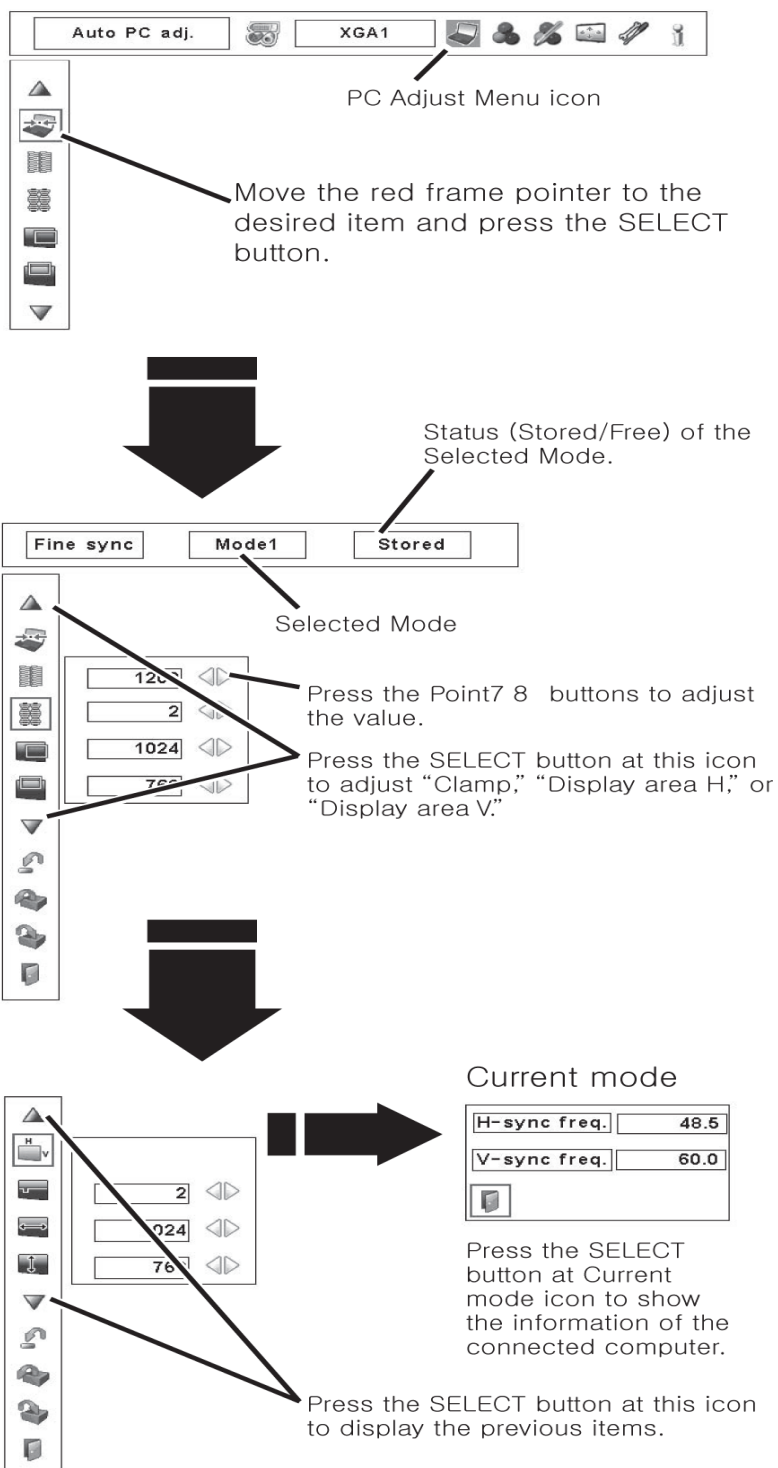 Auto PC adj. XGA1
PC Adjust Menu icon
Move the red frame pointer to the
desired item and press the SELECT
button.
Status (Stored/Free) of the
Selected Mode.
Fine sync Mode1 Stored
Selected Mode
2
1024
Press the Point7 8 buttons to adjust
the value.
Press the SELECT button at this icon
to adjust “Clamp,” “Display area H,” or
“Display area V.”
Current mode
H-sync freq. 48.5
V-sync freq. 60.0
H
V
2
Press the SELECT
button at Current
mode icon to show
the information of the
connected computer.
Press the SELECT button at this icon
to display the previous items.